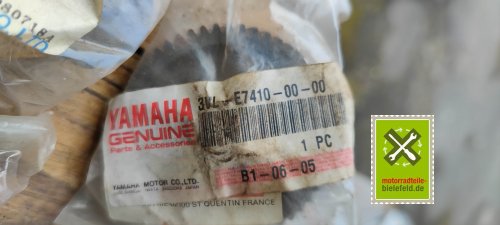 YAMAHA
GENUINE
Parts & Accessories
E7410-00-00
1 PC
B1-06-05
YAMAHA MOTOR CO., LTD.
ST QUENTIN FRANCE
motorradteile-
bielefeld.de